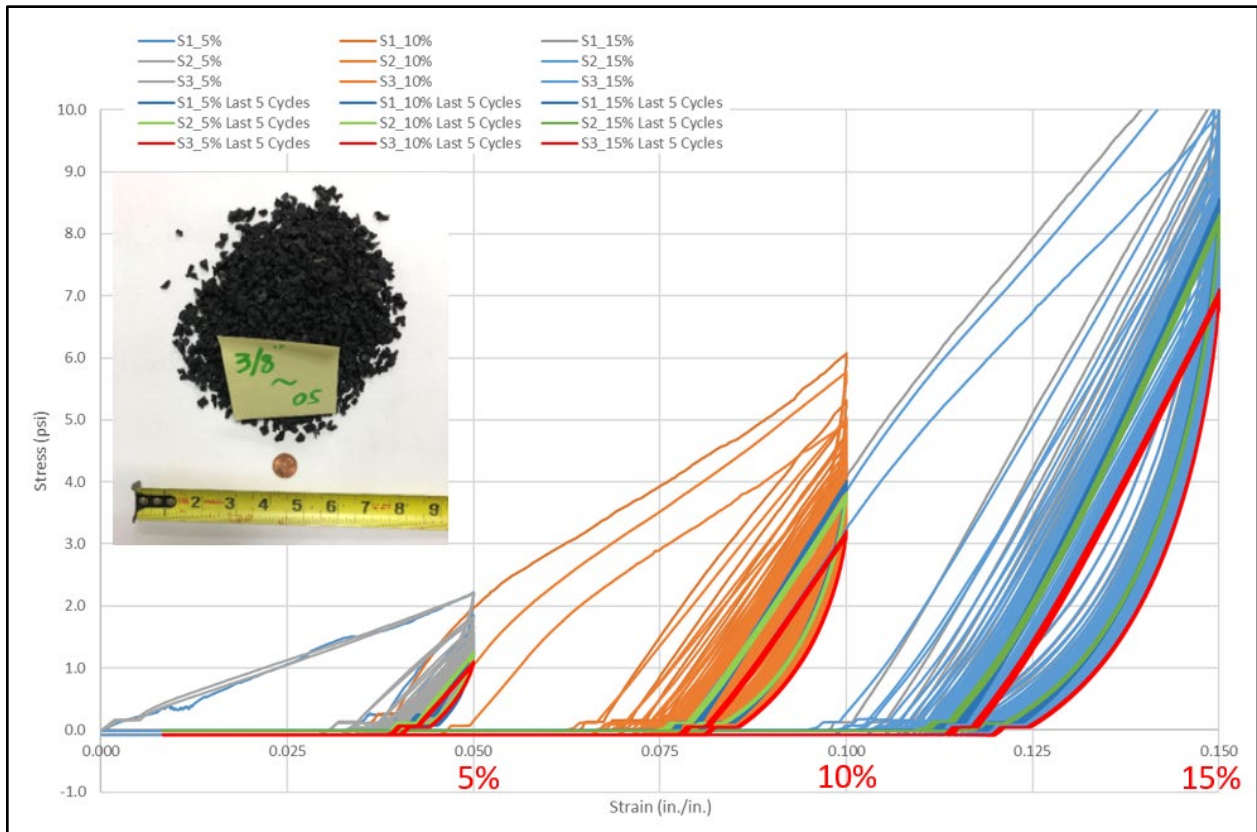 S1_5% S1_10% S1_15%
S2_5% S2_10% S2_15%
S3_5% S3_10% S3_15%
S1_5% Last 5 Cycles S1_10% Last 5 Cycles S1_15% Last 5 Cycles
S2_5% Last 5 Cycles S2_10% Last 5 Cycles S2_15% Last 5 Cycles
S3_5% Last 5 Cycles S3_10% Last 5 Cycles S3_15% Last 5 Cycles
10.0
9.0
8.0
7.0
6.0
5.0
4.0
3.0
2.0
1.0
0.0
-1.0
Stress (psi)
3/8"
~
05
2 3 4 5 6 7 8 9
0.000 0.025 0.050 0.075 0.100 0.125 0.150
5% 10% 15%
Strain (in./in.)